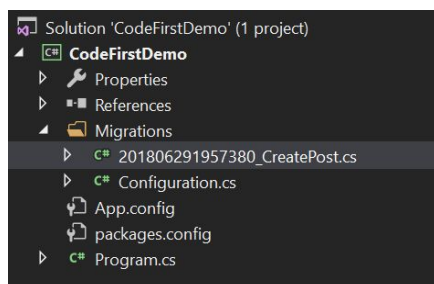 Solution 'CodeFirstDemo' (1 project)
C# CodeFirstDemo
Properties
References
Migrations
C# 201806291957380_CreatePost.cs
C# Configuration.cs
App.config
packages.config
C# Program.cs